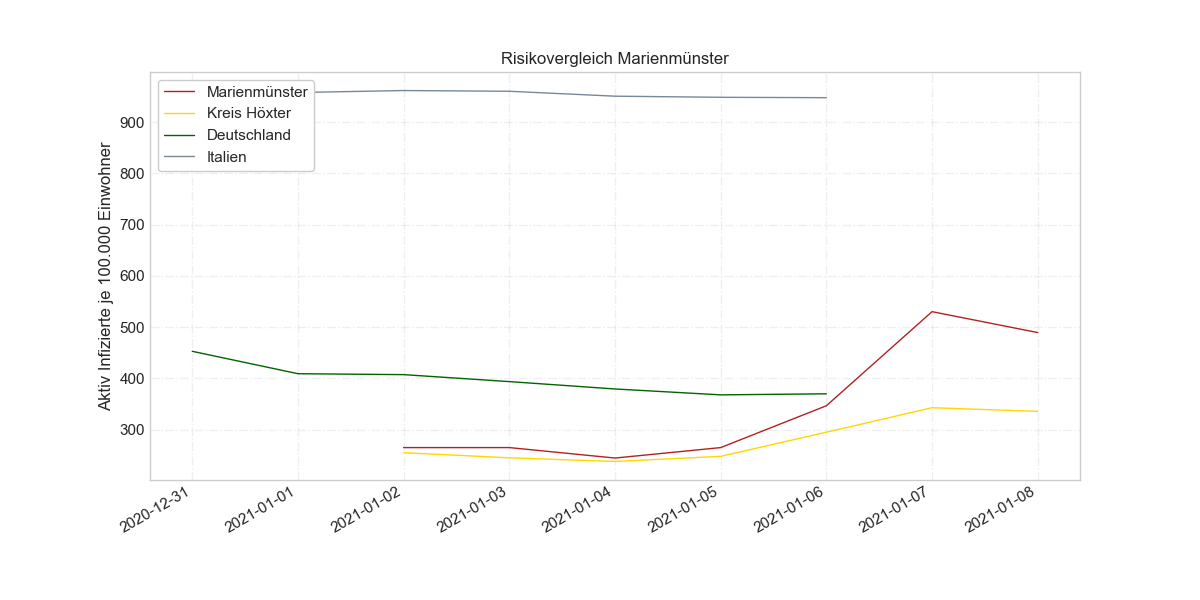 Risikovergleich Marienmünster
Marienmünster
Kreis Höxter
Deutschland
Italien
Aktiv Infizierte je 100.000 Einwohner
900
800
700
600
500
400
300
2020-12-31
2021-01-01
2021-01-02
2021-01-03
2021-01-04
2021-01-05
2021-01-06
2021-01-07
2021-01-08